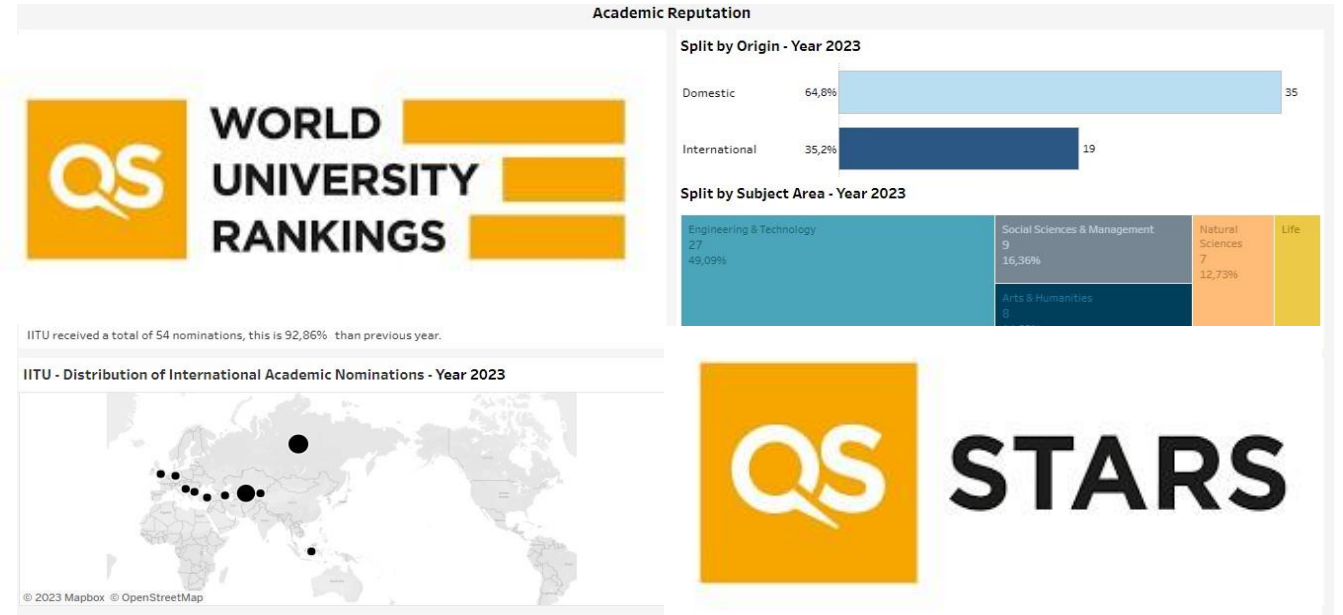 Academic Reputation
QS
WORLD
UNIVERSITY
RANKINGS
Split by Origin - Year 2023
Domestic 64,8% 35
International 35,2% 19
Split by Subject Area - Year 2023
Engineering & Technology
27
49,09%
Social Sciences & Management
9
16,36%
Arts & Humanities
8
Natural
Sciences
7
12,73%
Life
IITU received a total of 54 nominations, this is 92,86% than previous year.
IITU - Distribution of International Academic Nominations - Year 2023
© 2023 Mapbox © OpenStreetMap
QS
STARS